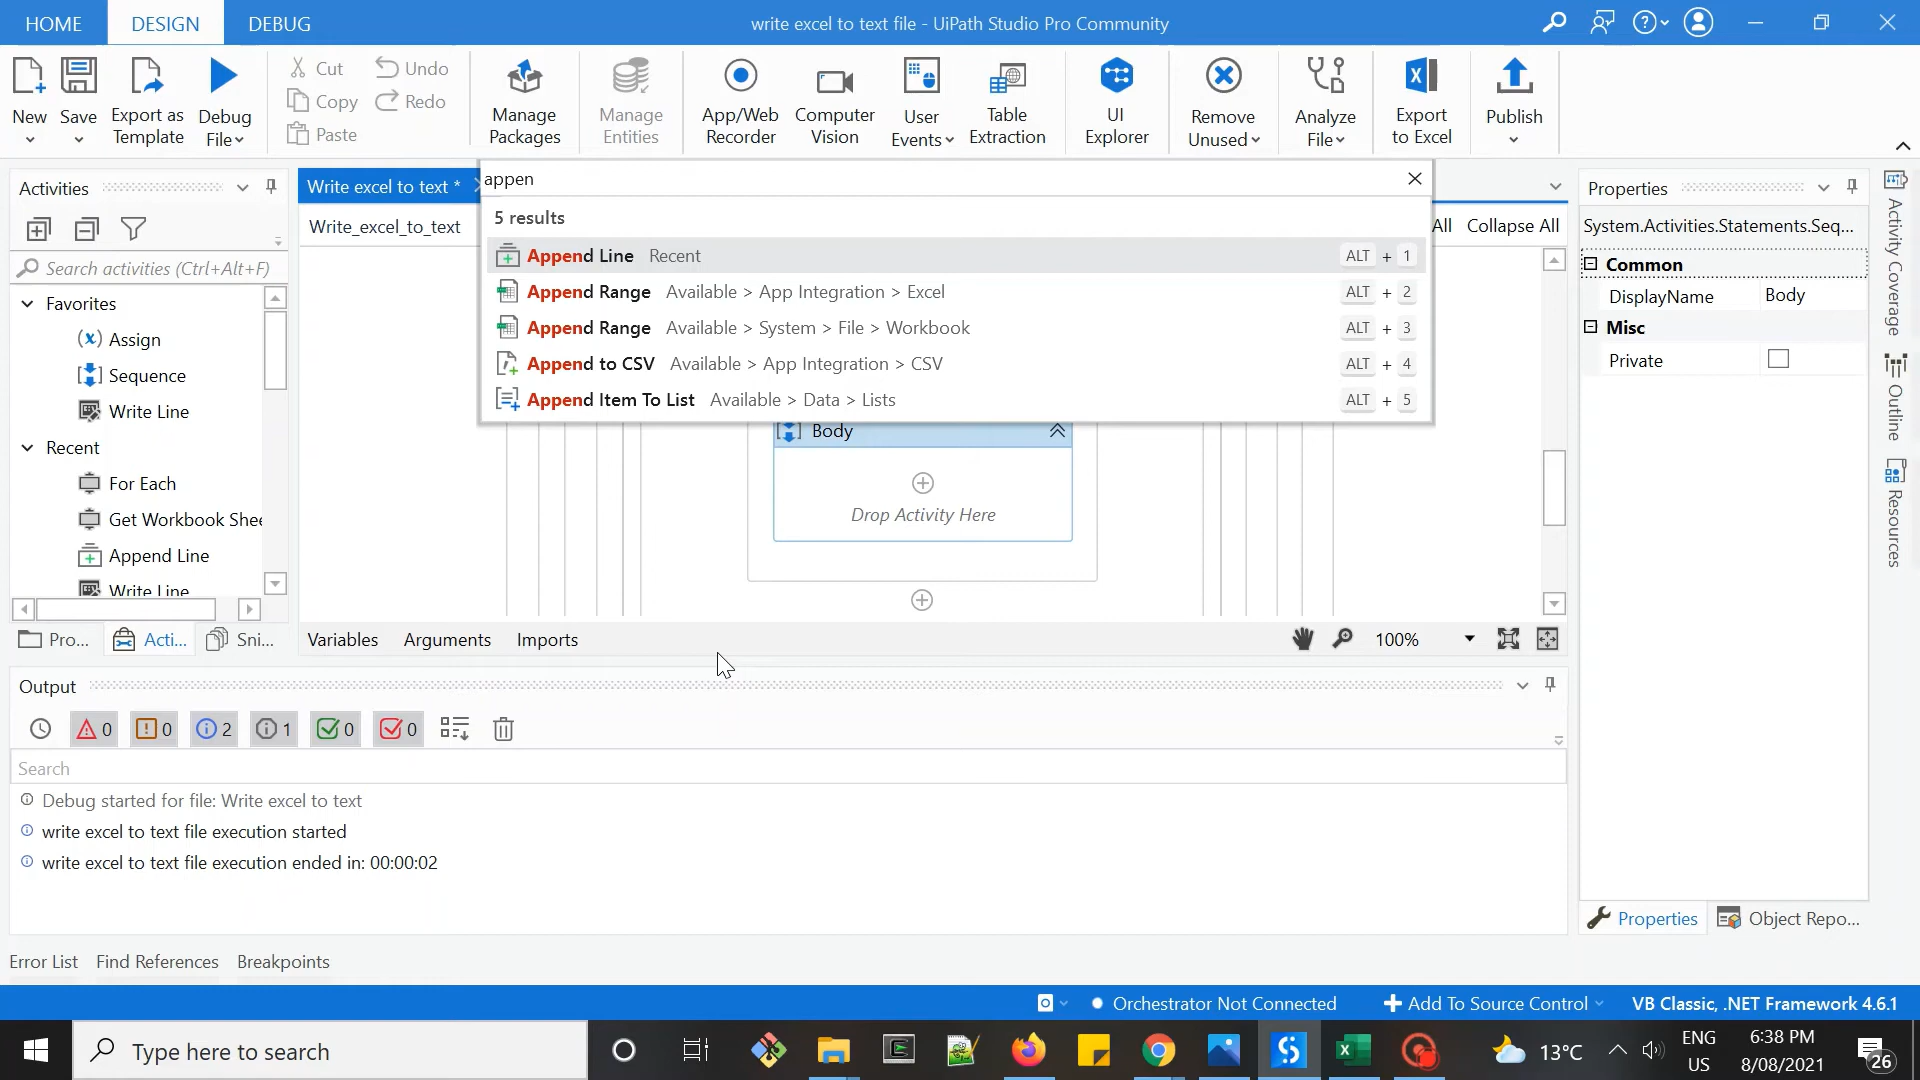 HOME DESIGN DEBUG write excel to text file - UiPath Studio Pro Community
New Save Export as Template Debug File Cut Copy Paste Undo Redo Manage Packages Manage Entities App/Web Recorder Computer Vision User Events Table Extraction UI Explorer Remove Unused Analyze File Export to Excel Publish
Activities
Search activities (Ctrl+Alt+F)
Favorites
Assign
Sequence
Write Line
Recent
For Each
Get Workbook Shee
Append Line
Write Line
Pro... Acti... Sni...
Write excel to text *
Write_excel_to_text
All Collapse All
appen
5 results
Append Line Recent ALT + 1
Append Range Available > App Integration > Excel ALT + 2
Append Range Available > System > File > Workbook ALT + 3
Append to CSV Available > App Integration > CSV ALT + 4
Append Item To List Available > Data > Lists ALT + 5
Body
Drop Activity Here
Variables Arguments Imports 100%
Properties
System.Activities.Statements.Seq...
Common
DisplayName Body
Misc
Private
Properties Object Repo...
Activity Coverage
Outline
Resources
Output
0 0 2 1 0 0
Search
Debug started for file: Write excel to text
write excel to text file execution started
write excel to text file execution ended in: 00:00:02
Error List Find References Breakpoints
Orchestrator Not Connected Add To Source Control VB Classic, .NET Framework 4.6.1
Type here to search
13°C
ENG
US
6:38 PM
8/08/2021
26